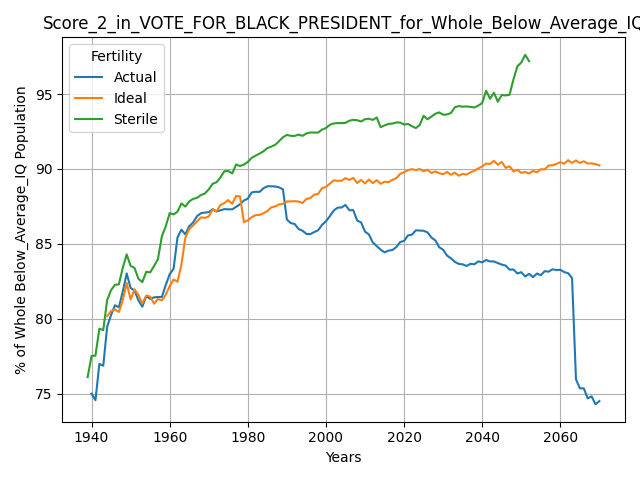 Score_2_in_VOTE_FOR_BLACK_PRESIDENT_for_Whole_Below_Average_IQ
Fertility
Actual
Ideal
Sterile
% of Whole Below_Average_IQ Population
95
90
85
80
75
1940 1960 1980 2000 2020 2040 2060
Years